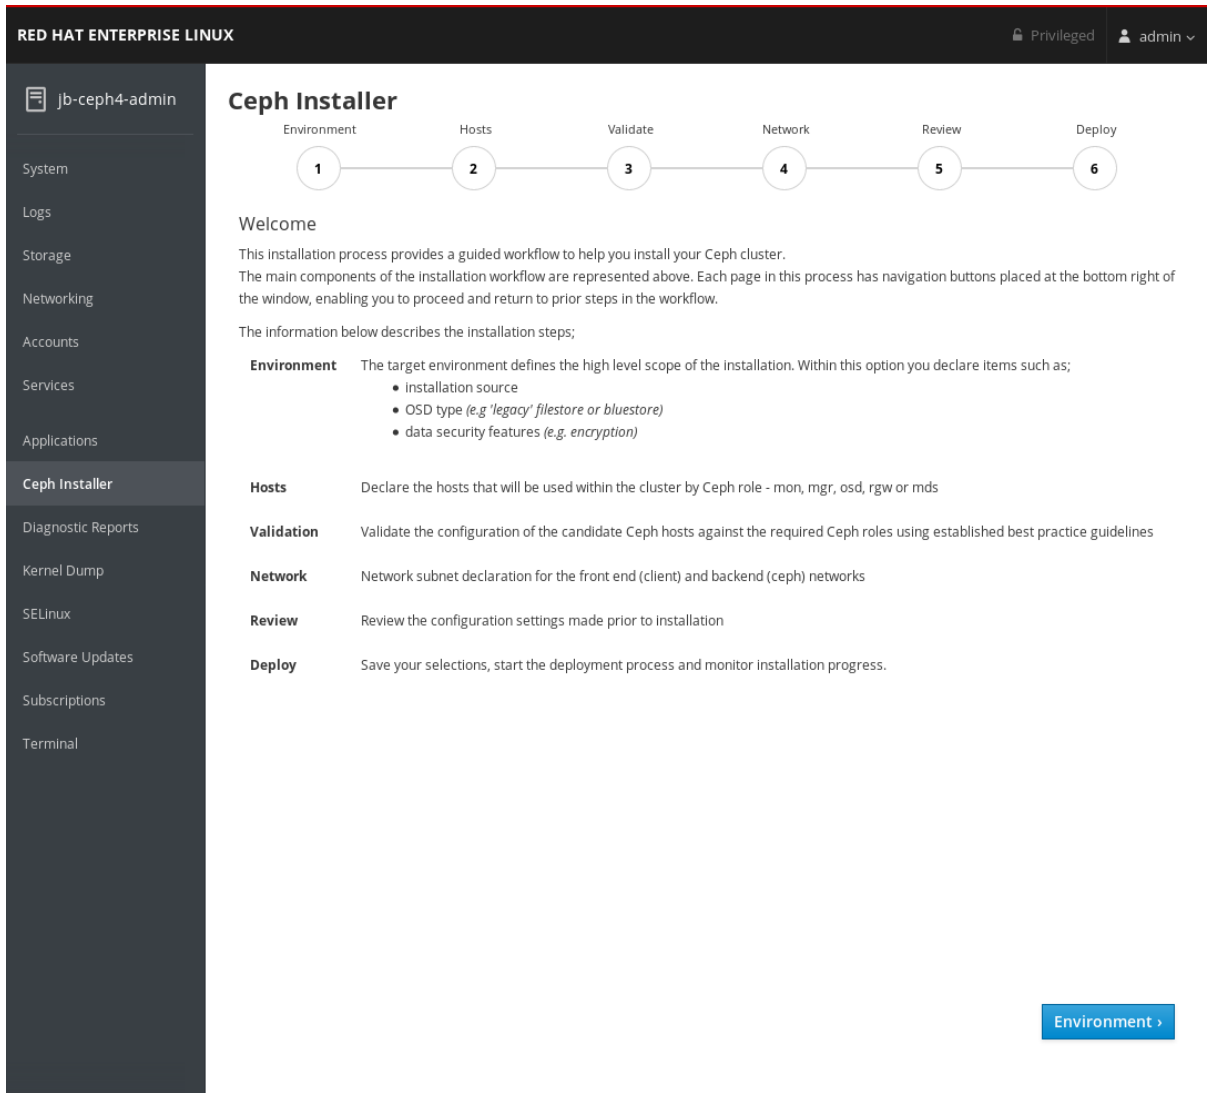 RED HAT ENTERPRISE LINUX
Privileged
admin
jb-ceph4-admin
System
Logs
Storage
Networking
Accounts
Services
Applications
Ceph Installer
Diagnostic Reports
Kernel Dump
SELinux
Software Updates
Subscriptions
Terminal
Ceph Installer
Environment Hosts Validate Network Review Deploy
1 2 3 4 5 6
Welcome
This installation process provides a guided workflow to help you install your Ceph cluster.
The main components of the installation workflow are represented above. Each page in this process has navigation buttons placed at the bottom right of
the window, enabling you to proceed and return to prior steps in the workflow.
The information below describes the installation steps;
Environment The target environment defines the high level scope of the installation. Within this option you declare items such as;
● installation source
● OSD type (e.g 'legacy' filestore or bluestore)
● data security features (e.g. encryption)
Hosts Declare the hosts that will be used within the cluster by Ceph role - mon, mgr, osd, rgw or mds
Validation Validate the configuration of the candidate Ceph hosts against the required Ceph roles using established best practice guidelines
Network Network subnet declaration for the front end (client) and backend (ceph) networks
Review Review the configuration settings made prior to installation
Deploy Save your selections, start the deployment process and monitor installation progress.
Environment ›